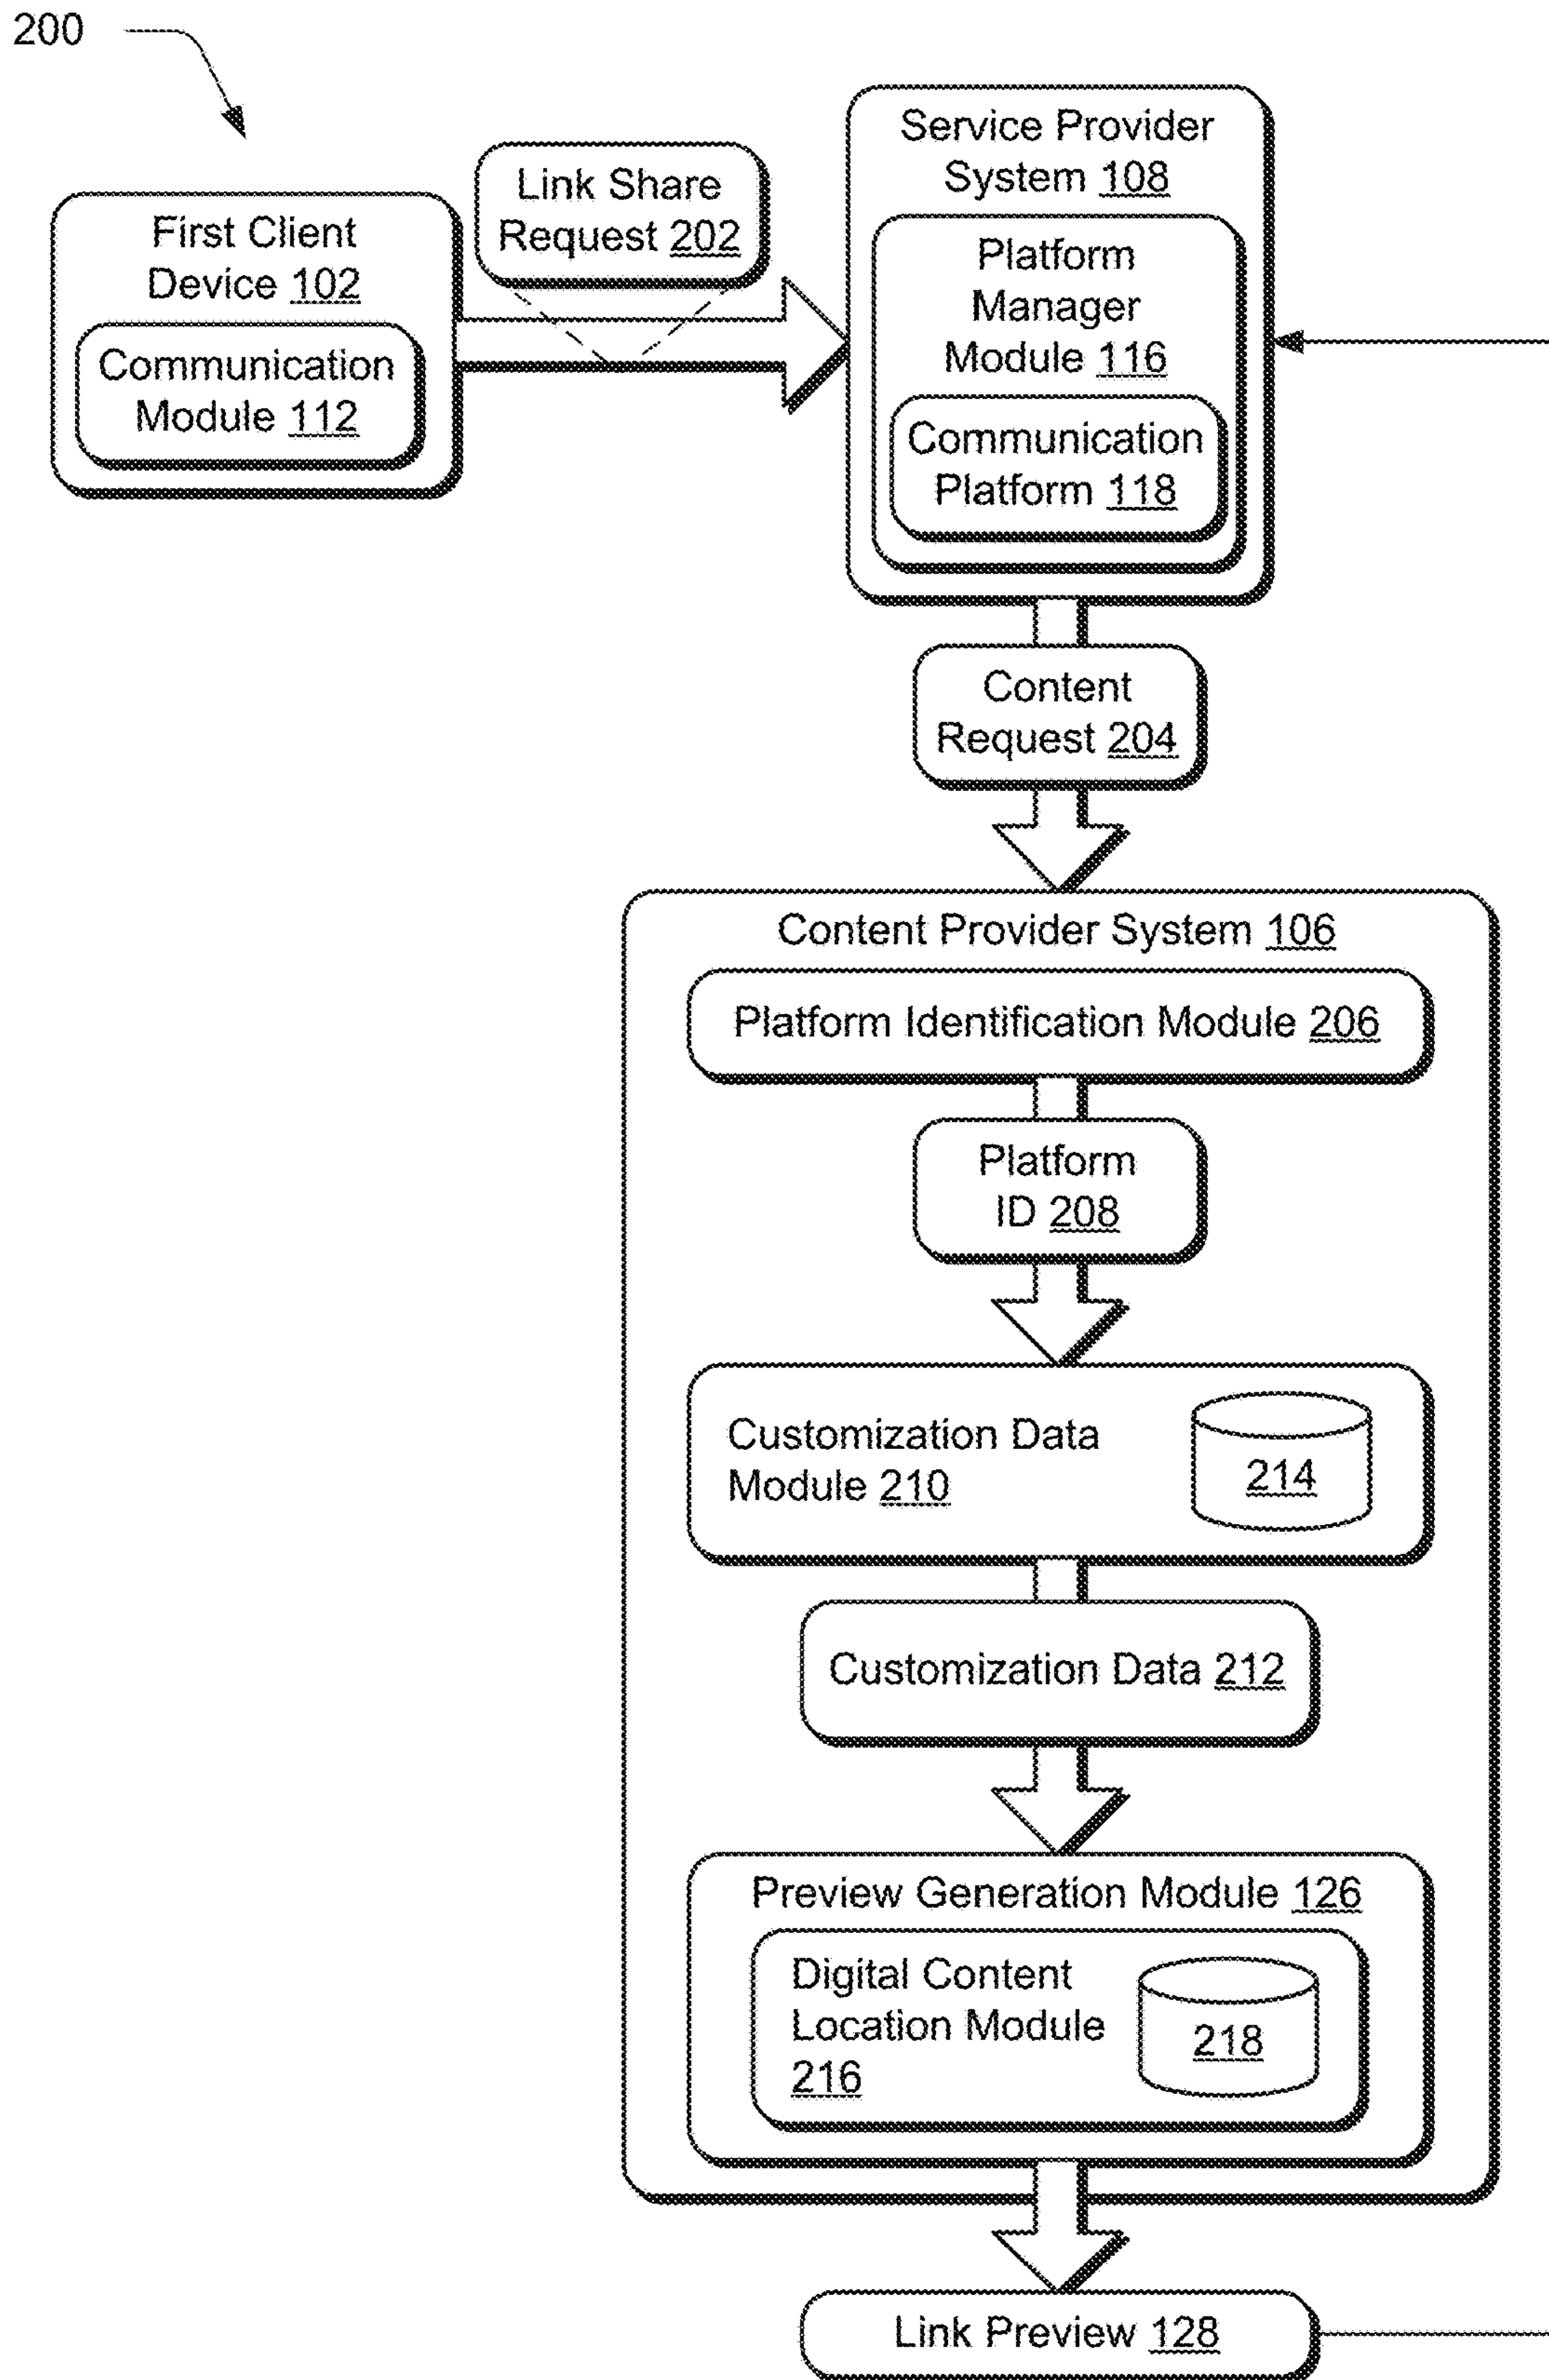 200
First Client
Device 102
Communication
Module 112
Link Share
Request 202
Service Provider
System 108
Platform
Manager
Module 116
Communication
Platform 118
Content
Request 204
Content Provider System 106
Platform Identification Module 206
Platform
ID 208
Customization Data
Module 210
214
Customization Data 212
Preview Generation Module 126
Digital Content
Location Module
216
218
Link Preview 128